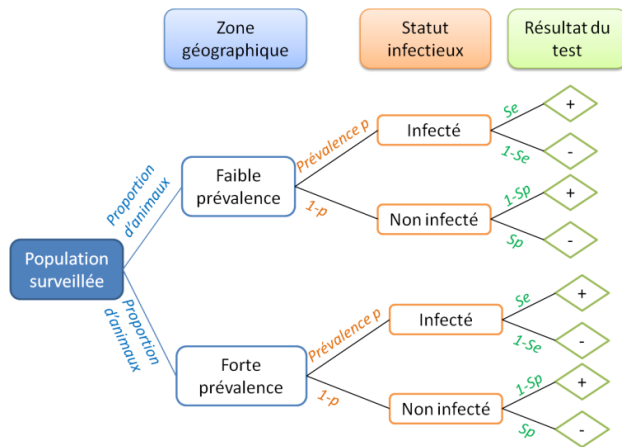 Zone
géographique
Statut
infectieux
Résultat du
test
Population
surveillée
Proportion
d'animaux
Proportion
d'animaux
Faible
prévalence
Prévalence p
1-p
Infecté
Se
+
1-Se
-
Non infecté
1-Sp
+
Sp
-
Forte
prévalence
Prévalence p
1-p
Infecté
Se
+
1-Se
-
Non infecté
1-Sp
+
Sp
-